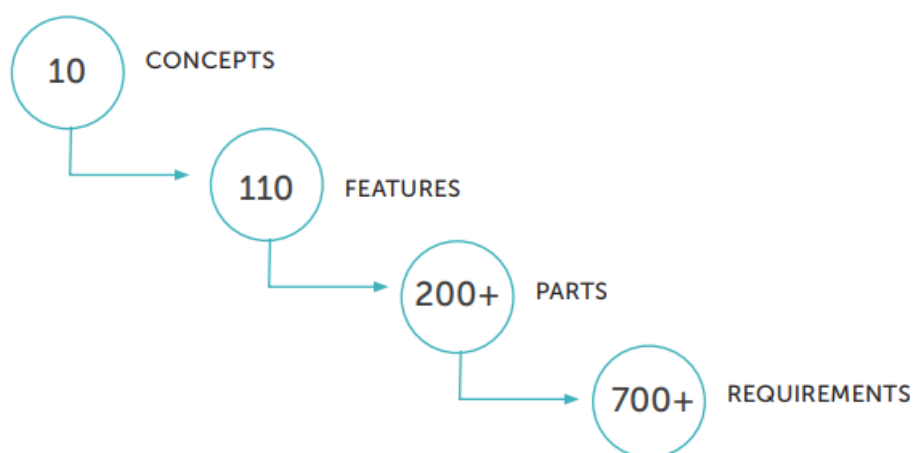 10 CONCEPTS
110 FEATURES
200+ PARTS
700+ REQUIREMENTS